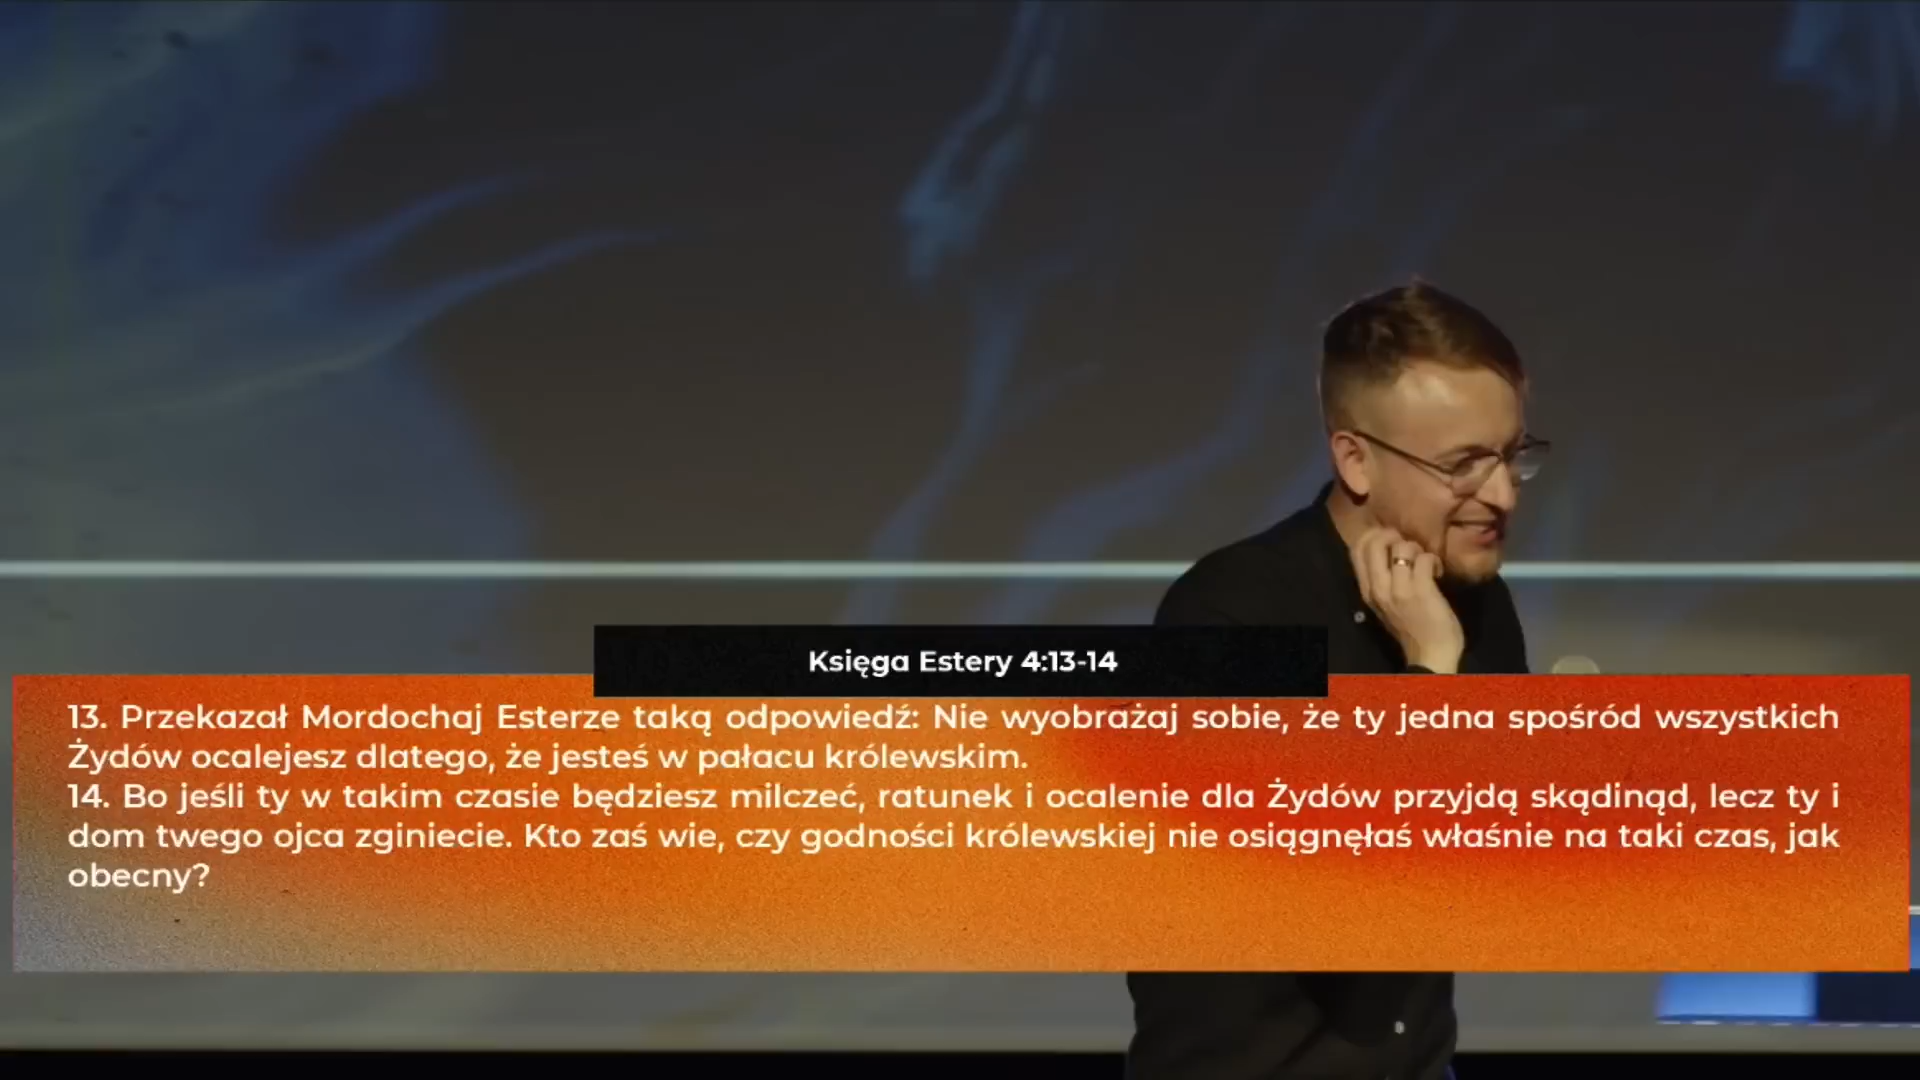 Księga Estery 4:13-14
13. Przekazał Mordochaj Esterze taką odpowiedź: Nie wyobrażaj sobie, że ty jedna spośród wszystkich
Żydów ocalejesz dlatego, że jesteś w pałacu królewskim.
14. Bo jeśli ty w takim czasie będziesz milczeć, ratunek i ocalenie dla Żydów przyjdą skądinąd, lecz ty i
dom twego ojca zginiecie. Kto zaś wie, czy godności królewskiej nie osiągnęłaś właśnie na taki czas, jak
obecny?